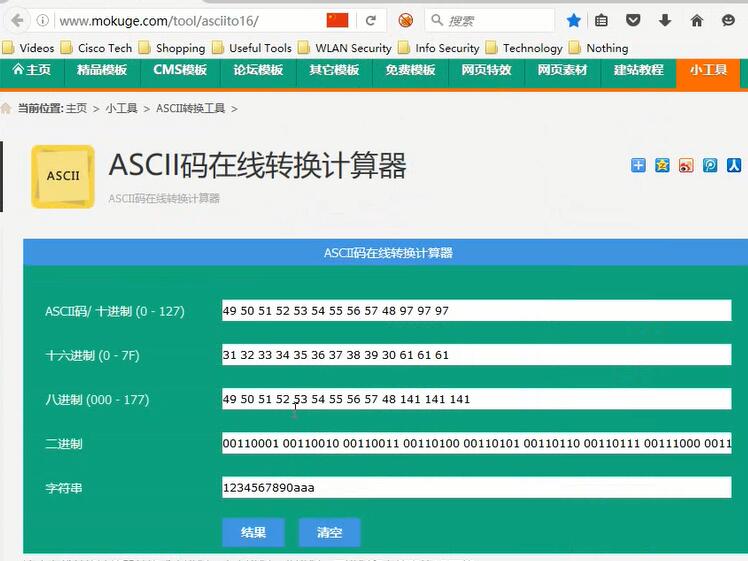 www.mokuge.com/tool/asciito16/
搜索
Videos Cisco Tech Shopping Useful Tools WLAN Security Info Security Technology Nothing
主页 精品模板 CMS模板 论坛模板 其它模板 免费模板 网页特效 网页素材 建站教程 小工具
当前位置: 主页 > 小工具 > ASCII转换工具 >
ASCII
ASCII码在线转换计算器
ASCII码在线转换计算器
ASCII码在线转换计算器
ASCII码/ 十进制 (0 - 127) 49 50 51 52 53 54 55 56 57 48 97 97 97
十六进制 (0 - 7F) 31 32 33 34 35 36 37 38 39 30 61 61 61
八进制 (000 - 177) 49 50 51 52 53 54 55 56 57 48 141 141 141
二进制 00110001 00110010 00110011 00110100 00110101 00110110 00110111 00111000 0011
字符串 1234567890aaa
结果 清空